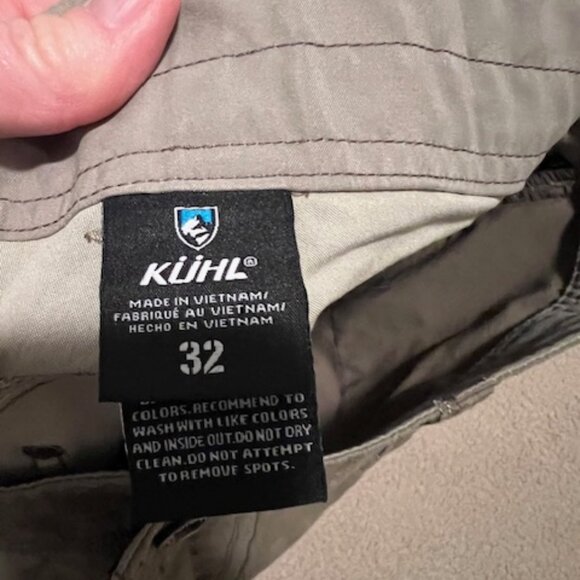 KÜHL®
MADE IN VIETNAM/
FABRIQUÉ AU VIETNAM/
HECHO EN VIETNAM
32
COLORS.RECOMMEND TO
WASH WITH LIKE COLORS
AND INSIDE OUT.DO NOT DRY
CLEAN.DO NOT ATTEMPT
TO REMOVE SPOTS.